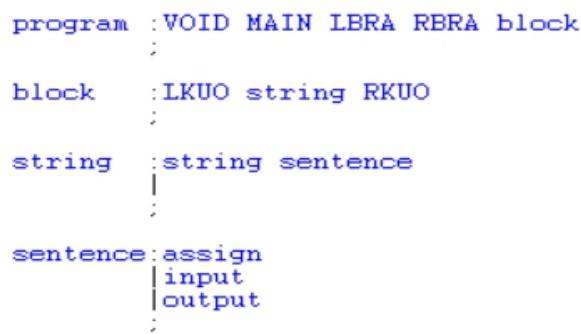 program :VOID MAIN LBRA RBRA block
;
block :LKUO string RKUO
;
string :string sentence
|
;
sentence:assign
|input
|output
;